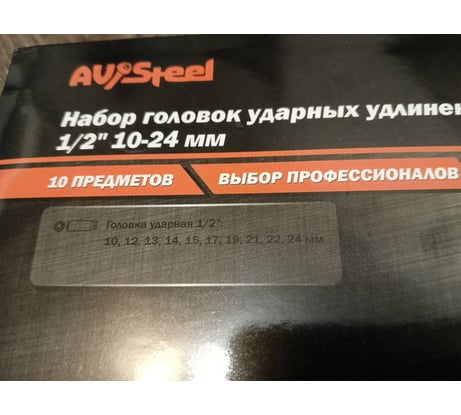 AV Steel
Набор головок ударных удлинен
1/2" 10-24 мм
10 ПРЕДМЕТОВ
ВЫБОР ПРОФЕССИОНАЛОВ
Головка ударная 1/2":
10, 12, 13, 14, 15, 17, 19, 21, 22, 24 мм